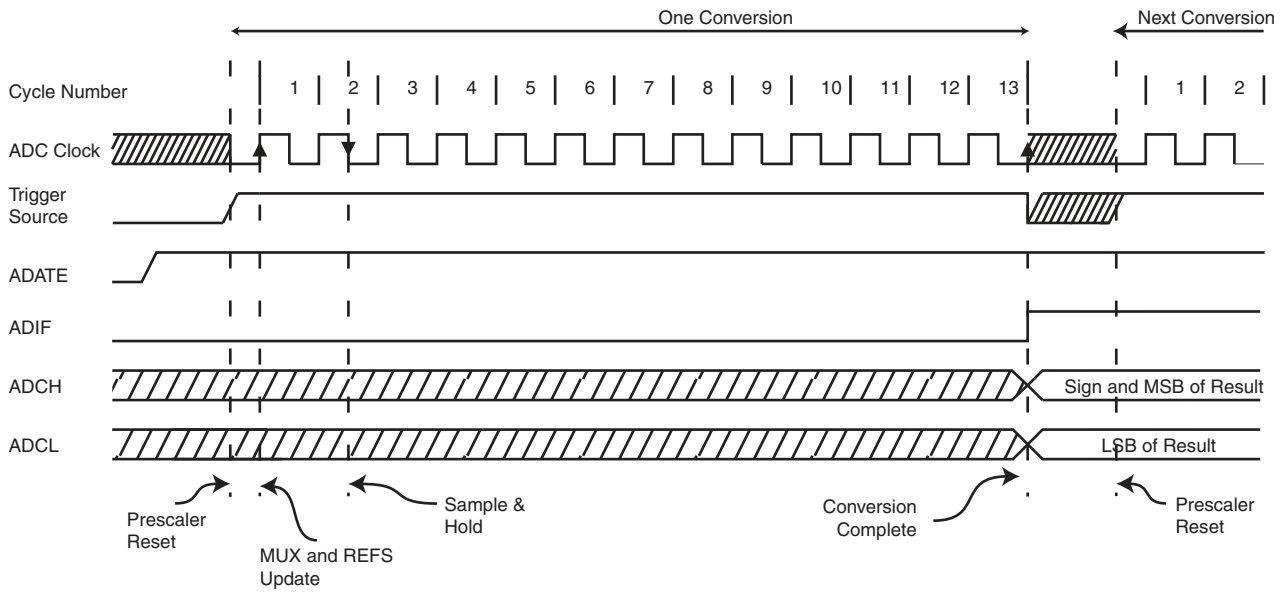 One Conversion
Next Conversion
Cycle Number
1 2 3 4 5 6 7 8 9 10 11 12 13 1 2
ADC Clock
Trigger
Source
ADATE
ADIF
ADCH
Sign and MSB of Result
ADCL
LSB of Result
Prescaler
Reset
MUX and REFS
Update
Sample &
Hold
Conversion
Complete
Prescaler
Reset